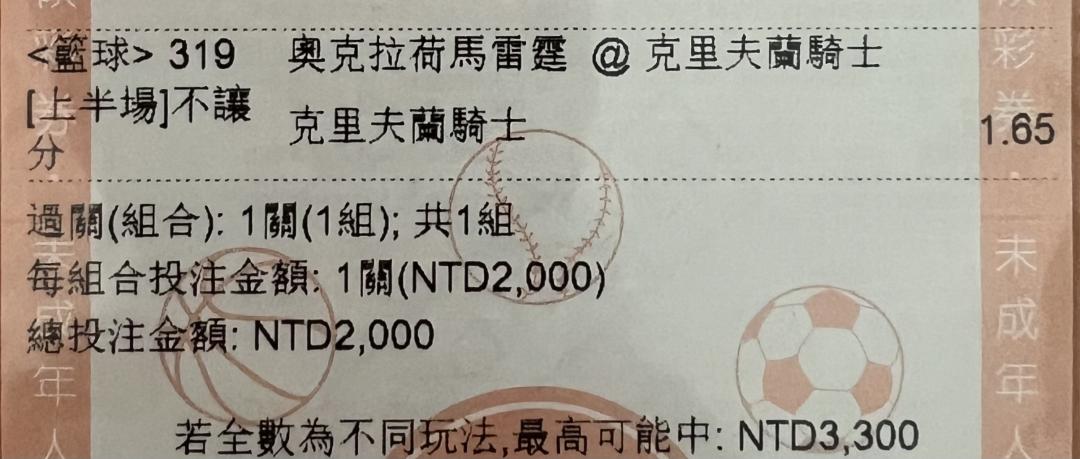 <籃球> 319 奧克拉荷馬雷霆 @ 克里夫蘭騎士
[上半場]不讓分 克里夫蘭騎士 1.65
過關(組合): 1關(1組); 共1組
每組合投注金額: 1關(NTD2,000)
總投注金額: NTD2,000
若全數為不同玩法,最高可能中: NTD3,300
彩券
未成年人
年人